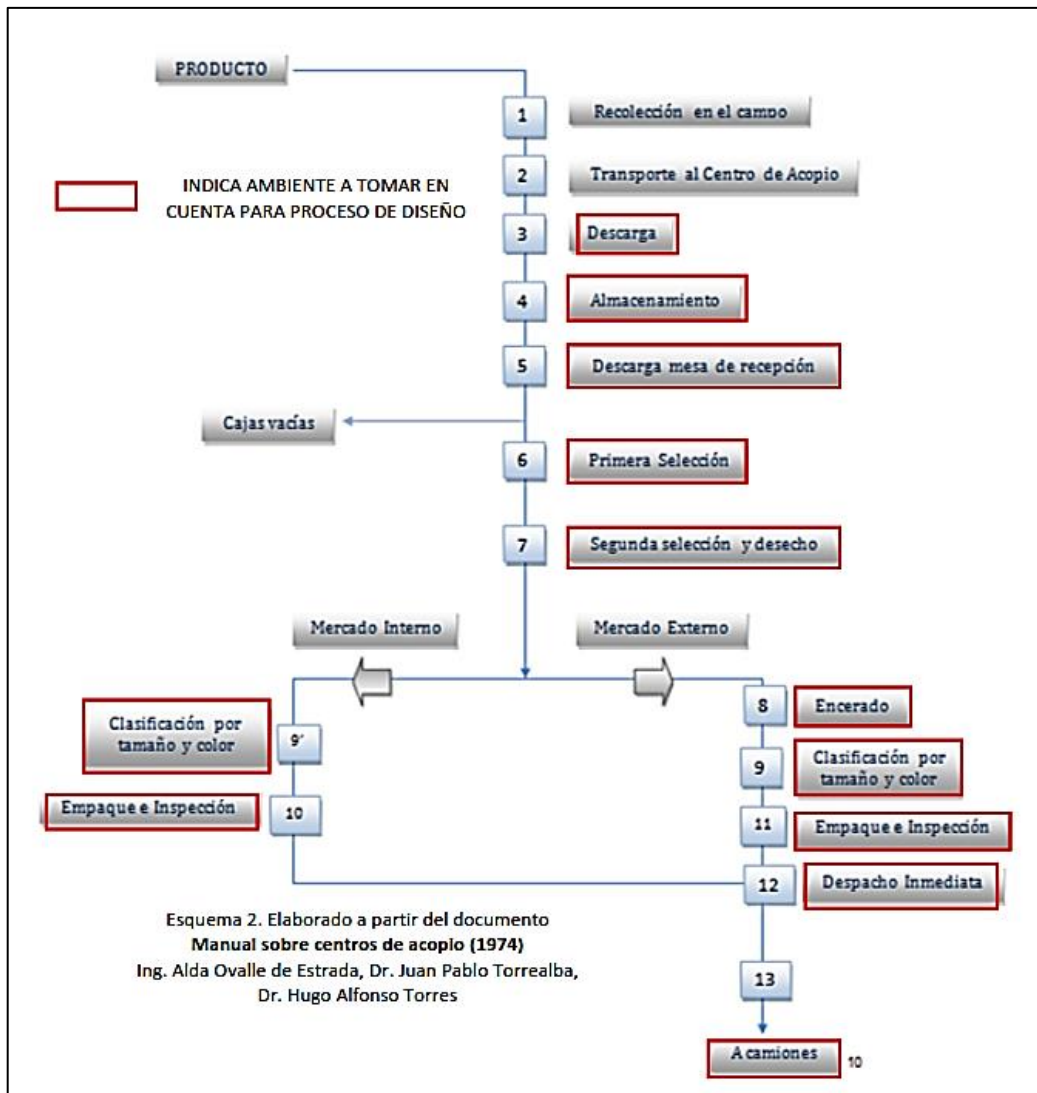 PRODUCTO
1
Recolección en el campo
INDICA AMBIENTE A TOMAR EN
CUENTA PARA PROCESO DE DISEÑO
2
Transporte al Centro de Acopio
3
Descarga
4
Almacenamiento
5
Descarga mesa de recepción
Cajas vacías
6
Primera Selección
7
Segunda selección y desecho
Mercado Interno
Mercado Externo
Clasificación por
tamaño y color
9´
Empaque e Inspección
10
8
Encerado
9
Clasificación por
tamaño y color
11
Empaque e Inspección
12
Despacho Inmediata
Esquema 2. Elaborado a partir del documento
Manual sobre centros de acopio (1974)
Ing. Alda Ovalle de Estrada, Dr. Juan Pablo Torrealba,
Dr. Hugo Alfonso Torres
13
A camiones
10